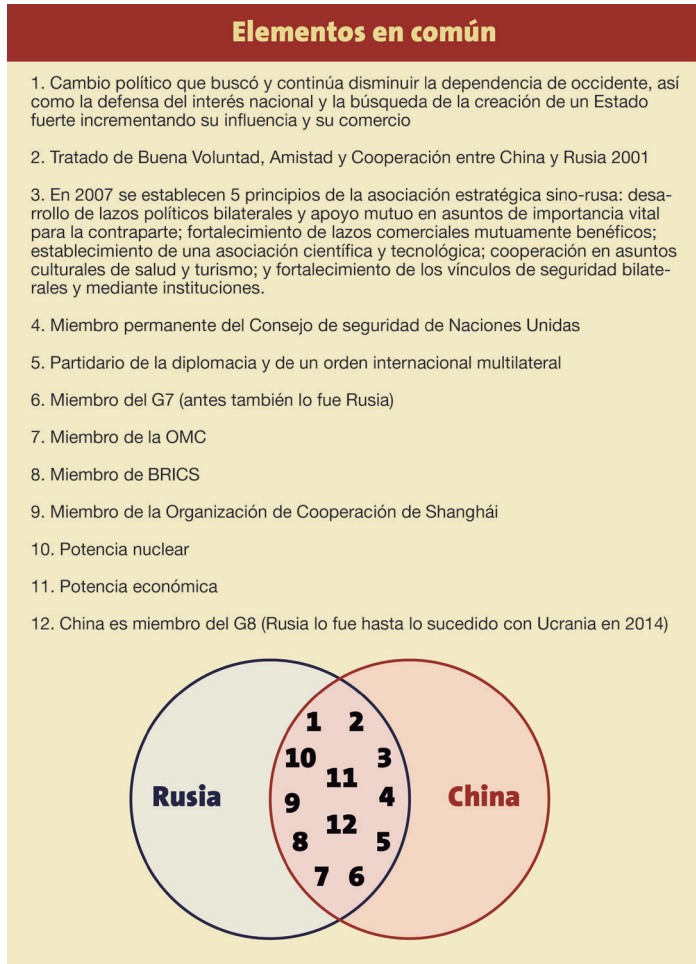 Elementos en común
1. Cambio político que buscó y continúa disminuir la dependencia de occidente, así
como la defensa del interés nacional y la búsqueda de la creación de un Estado
fuerte incrementando su influencia y su comercio
2. Tratado de Buena Voluntad, Amistad y Cooperación entre China y Rusia 2001
3. En 2007 se establecen 5 principios de la asociación estratégica sino-rusa: desa-
rrollo de lazos políticos bilaterales y apoyo mutuo en asuntos de importancia vital
para la contraparte; fortalecimiento de lazos comerciales mutuamente benéficos;
establecimiento de una asociación científica y tecnológica; cooperación en asuntos
culturales de salud y turismo; y fortalecimiento de los vínculos de seguridad bilate-
rales y mediante instituciones.
4. Miembro permanente del Consejo de seguridad de Naciones Unidas
5. Partidario de la diplomacia y de un orden internacional multilateral
6. Miembro del G7 (antes también lo fue Rusia)
7. Miembro de la OMC
8. Miembro de BRICS
9. Miembro de la Organización de Cooperación de Shanghái
10. Potencia nuclear
11. Potencia económica
12. China es miembro del G8 (Rusia lo fue hasta lo sucedido con Ucrania en 2014)
1 2
10 3
11
Rusia 9 4 China
12
8 5
7 6